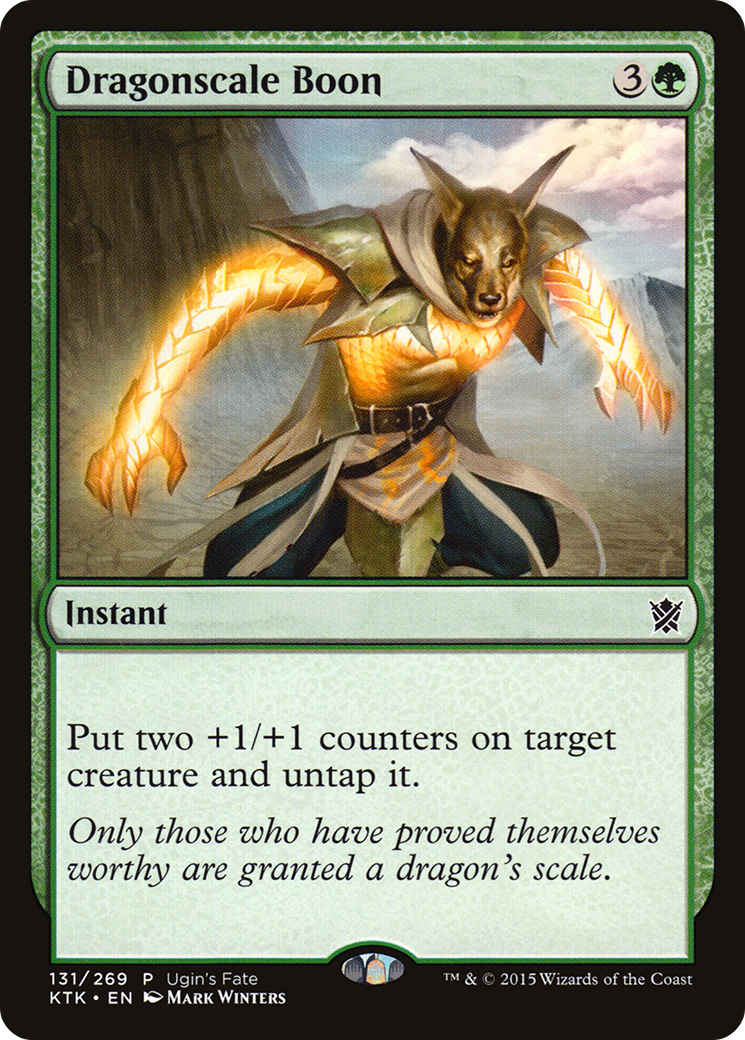 Dragonscale Boon 3
Instant
Put two +1/+1 counters on target
creature and untap it.
Only those who have proved themselves
worthy are granted a dragon's scale.
131/269 P Ugin's Fate
KTK • EN Mark Winters
™ & © 2015 Wizards of the Coast